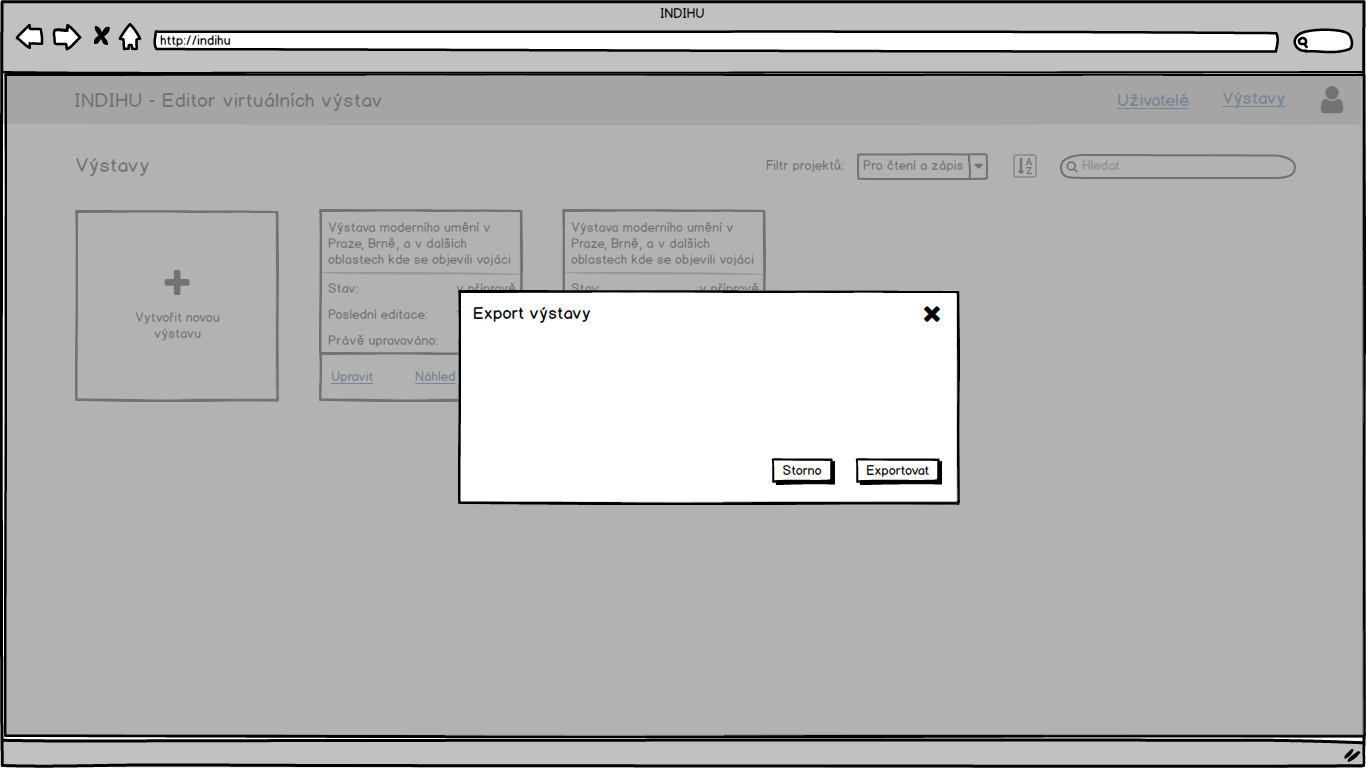 INDIHU
http://indihu
INDIHU - Editor virtuálních výstav
Uživatelé
Výstavy
Výstavy
Filtr projektů:
Pro čtení a zápis
A
Z
Hledat
Vytvořit novou
výstavu
Výstava moderního umění v
Praze, Brně, a v dalších
oblastech kde se objevili vojáci
Stav:
v přípravě
Poslední editace:
Právě upravováno:
Upravit
Náhled
Výstava moderního umění v
Praze, Brně, a v dalších
oblastech kde se objevili vojáci
Stav:
v přípravě
Export výstavy
Storno
Exportovat